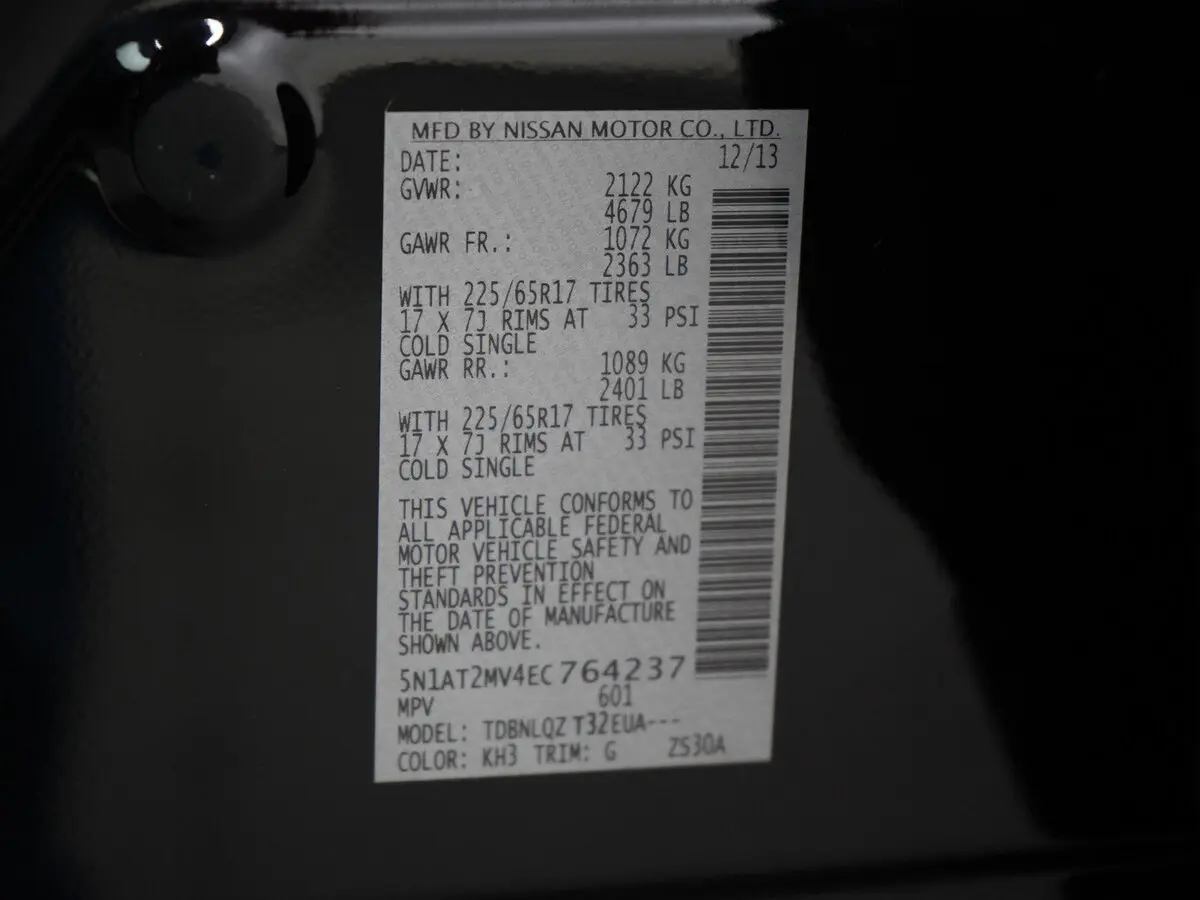 MFD BY NISSAN MOTOR CO., LTD.
DATE: 12/13
GVWR: 2122 KG
4679 LB
GAWR FR.: 1072 KG
2363 LB
WITH 225/65R17 TIRES
17 X 7J RIMS AT 33 PSI
COLD SINGLE
GAWR RR.: 1089 KG
2401 LB
WITH 225/65R17 TIRES
17 X 7J RIMS AT 33 PSI
COLD SINGLE
THIS VEHICLE CONFORMS TO
ALL APPLICABLE FEDERAL
MOTOR VEHICLE SAFETY AND
THEFT PREVENTION
STANDARDS IN EFFECT ON
THE DATE OF MANUFACTURE
SHOWN ABOVE.
5N1AT2MV4EC764237
MPV 601
MODEL: TDBNLQZ T32EUA---
COLOR: KH3 TRIM: G ZS30A